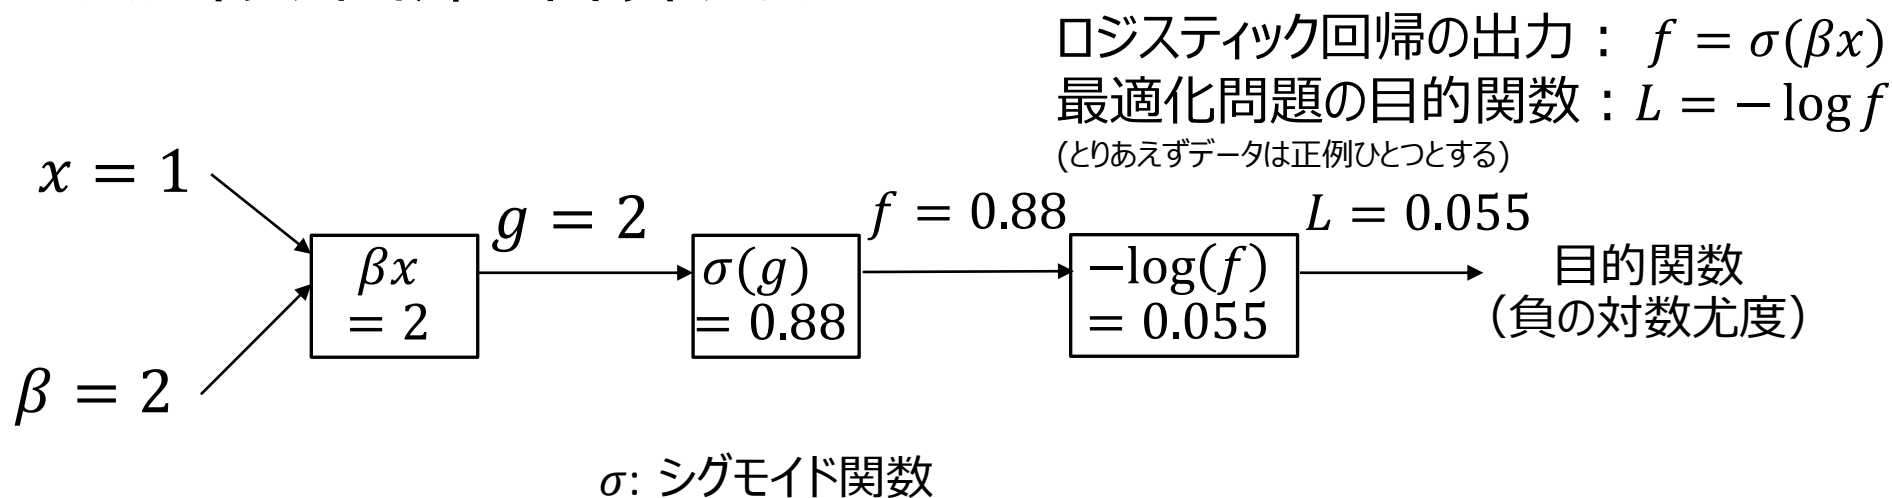 ロジスティック回帰の出力： f = σ(βx)
最適化問題の目的関数：L = − log f
(とりあえずデータは正例ひとつとする)
x = 1
β = 2
βx
= 2
g = 2
σ(g)
= 0.88
f = 0.88
−log(f)
= 0.055
L = 0.055
目的関数
（負の対数尤度）
σ: シグモイド関数